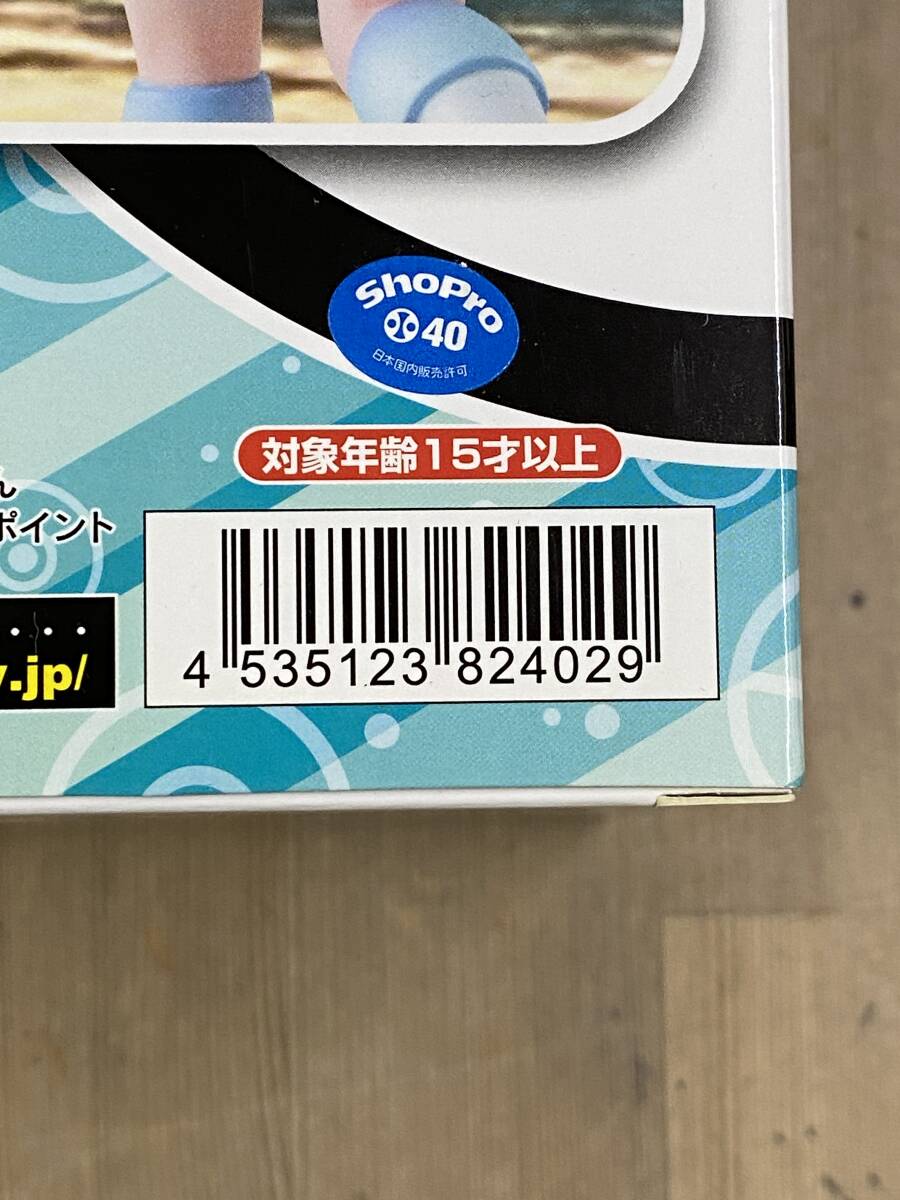 ShoPro
40
日本国内販売許可
対象年齢15才以上
ん
ポイント
.jp/
4 535123 824029